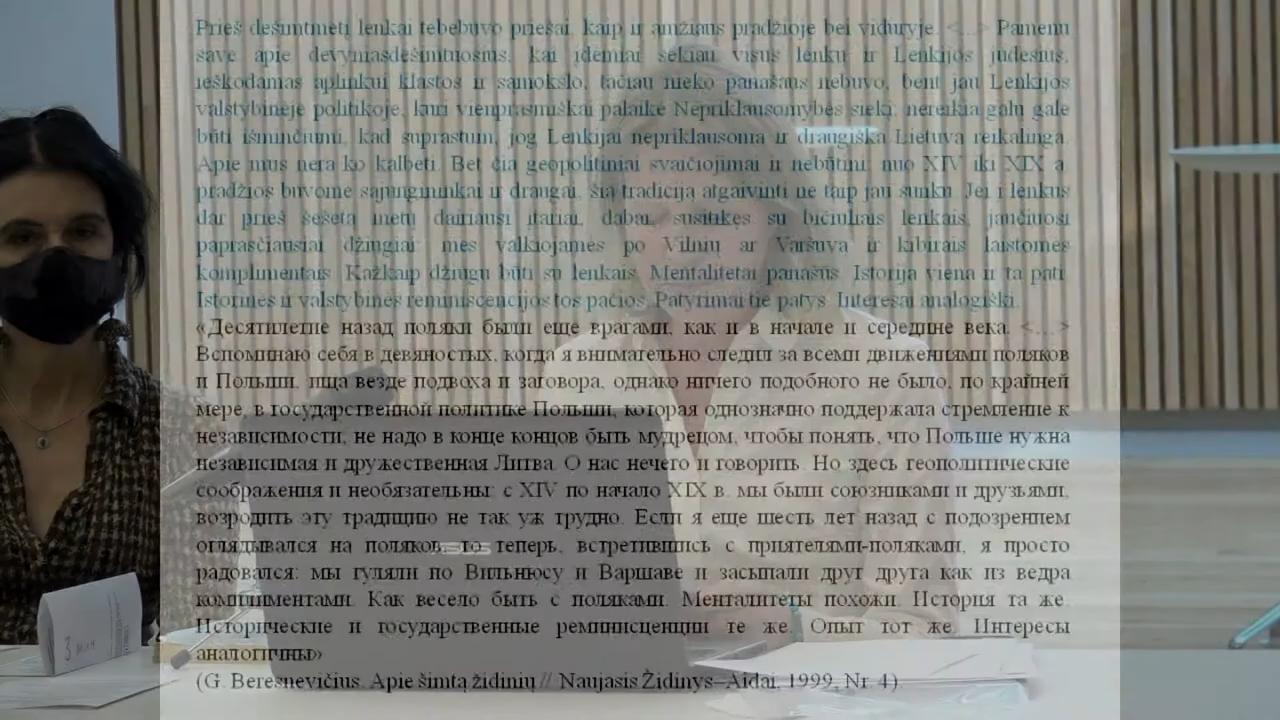 Prieš dešimtmetį lenkai tebebuvo priešai, kaip ir amžiaus pradžioje bei viduryje. <...> Pamenu
save apie devyniasdešimtuosius, kai įdėmiai sekiau visus lenkų ir Lenkijos judesius,
ieškodamas aplinkui klastos ir sąmokslo, tačiau nieko panašaus nebuvo, bent jau Lenkijos
valstybinėje politikoje, kuri vienprasmiškai palaikė Nepriklausomybės siekį, nereikia galų gale
būti išminčiumi, kad suprastum, jog Lenkijai nepriklausoma ir draugiška Lietuva reikalinga.
Apie mus nėra ko kalbėti. Bet čia geopolitiniai svaičiojimai ir nebūtini: nuo XIV iki XIX a.
pradžios buvome sąjungininkai ir draugai, šią tradiciją atgaivinti ne taip jau sunku. Jei į lenkus
dar prieš šešetą metų dairiausi įtariai, dabar, susitikęs su bičiuliais lenkais, jaučiuosi
paprasčiausiai džiugiai: mes valkiojamės po Vilnių ar Varšuvą ir kibirais laistomės
komplimentais. Kažkaip džiugu būti su lenkais. Mentalitetai panašūs. Istorija viena ir ta pati.
Istorinės ir valstybinės reminiscencijos tos pačios. Patyrimai tie patys. Interesai analogiški.
«Десятилетие назад поляки были еще врагами, как и в начале и середине века. <...>
Вспоминаю себя в девяностых, когда я внимательно следил за всеми движениями поляков
и Польши, ища везде подвоха и заговора, однако ничего подобного не было, по крайней
мере, в государственной политике Польши, которая однозначно поддержала стремление к
независимости, не надо в конце концов быть мудрецом, чтобы понять, что Польше нужна
независимая и дружественная Литва. О нас нечего и говорить. Но здесь геополитические
соображения и необязательны: с XIV по начало XIX в. мы были союзниками и друзьями,
возродить эту традицию не так уж трудно. Если я еще шесть лет назад с подозрением
оглядывался на поляков, то теперь, встретившись с приятелями-поляками, я просто
радовался: мы гуляли по Вильнюсу и Варшаве и засыпали друг друга как из ведра
комплиментами. Как весело быть с поляками. Менталитеты похожи. История та же.
Исторические и государственные реминисценции те же. Опыт тот же. Интересы
аналогичны»
(G. Beresnevičius. Apie šimtą židinių // Naujasis Židinys–Aidai, 1999, Nr. 4).
ASUS
3 мин